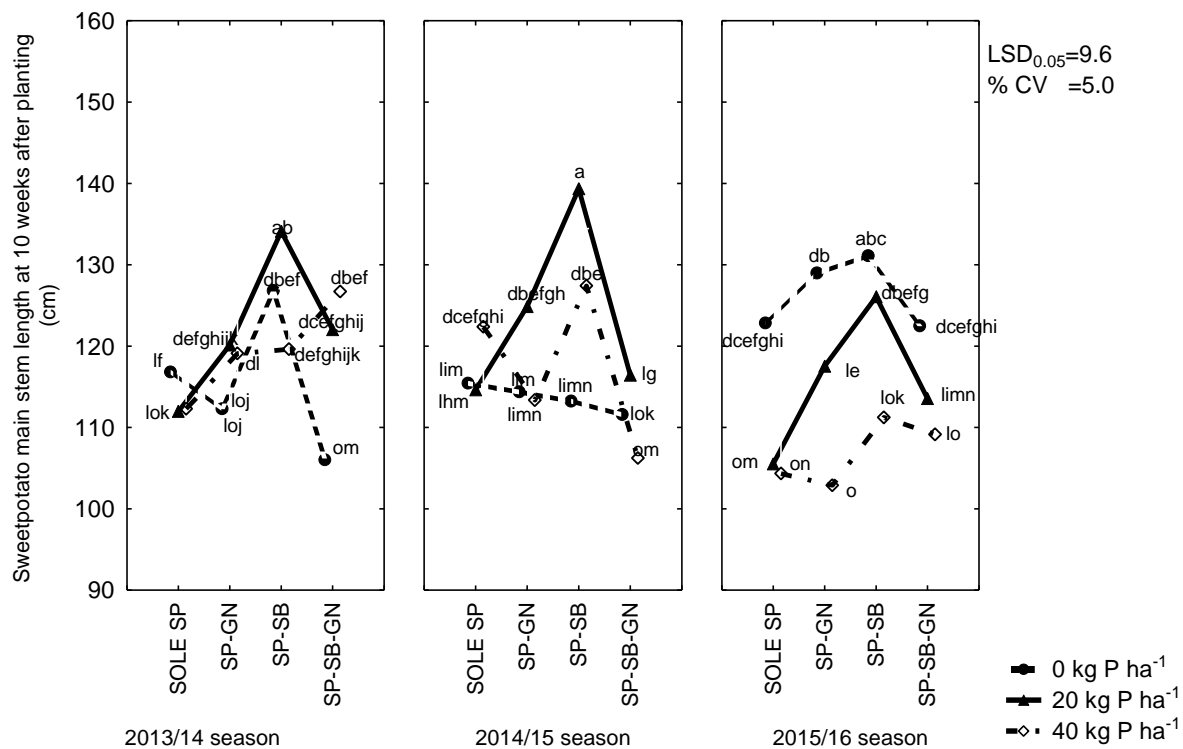 Sweetpotato main stem length at 10 weeks after planting
(cm)
160
150
140
130
120
110
100
90
LSD0.05=9.6
% CV =5.0
lf
lok
defghijk
loj
loj
dl
ab
dbef
defghijk
dbef
dcefghij
om
lim
lhm
dcefghi
dbefgh
lim
limn
a
dbe
limn
lg
lok
om
dcefghi
om
on
db
le
o
abc
dbefg
lok
dcefghi
limn
lo
SOLE SP
SP-GN
SP-SB
SP-SB-GN
SOLE SP
SP-GN
SP-SB
SP-SB-GN
SOLE SP
SP-GN
SP-SB
SP-SB-GN
2013/14 season
2014/15 season
2015/16 season
0 kg P ha-1
20 kg P ha-1
40 kg P ha-1